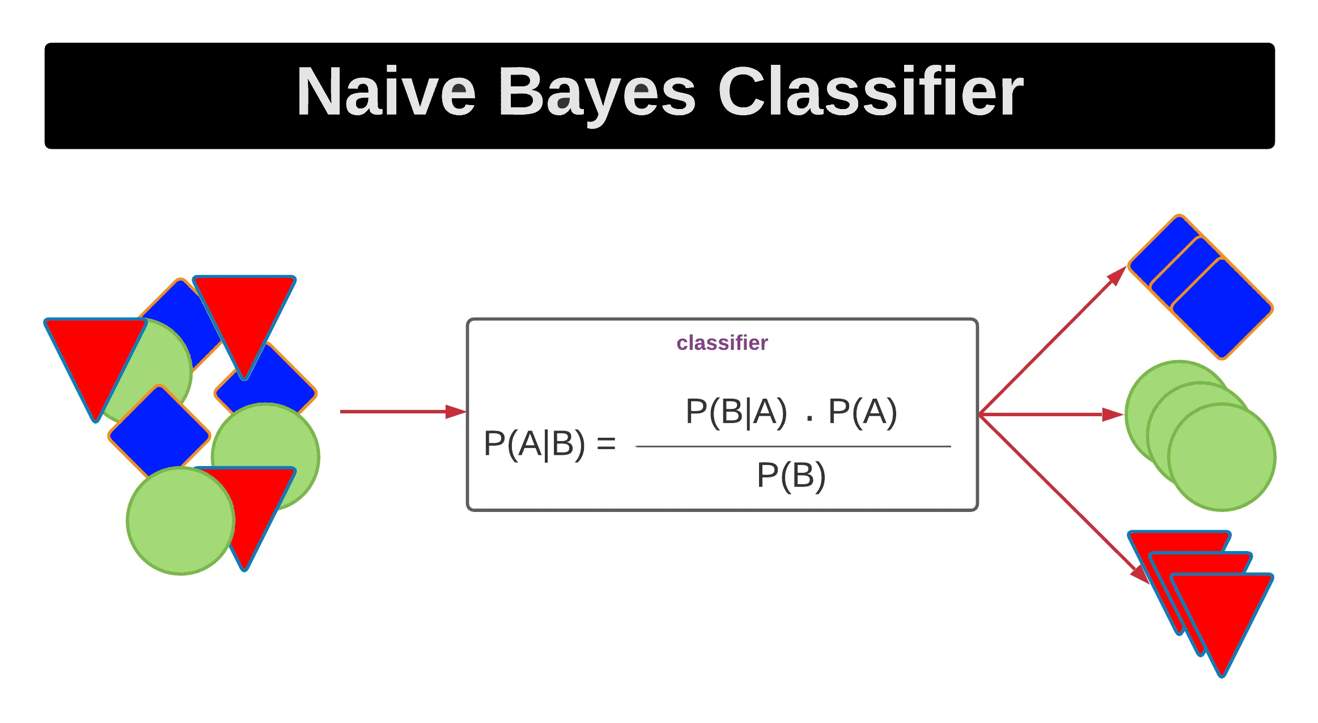 Naive Bayes Classifier
classifier
P(A|B) =
P(B|A) . P(A)
P(B)